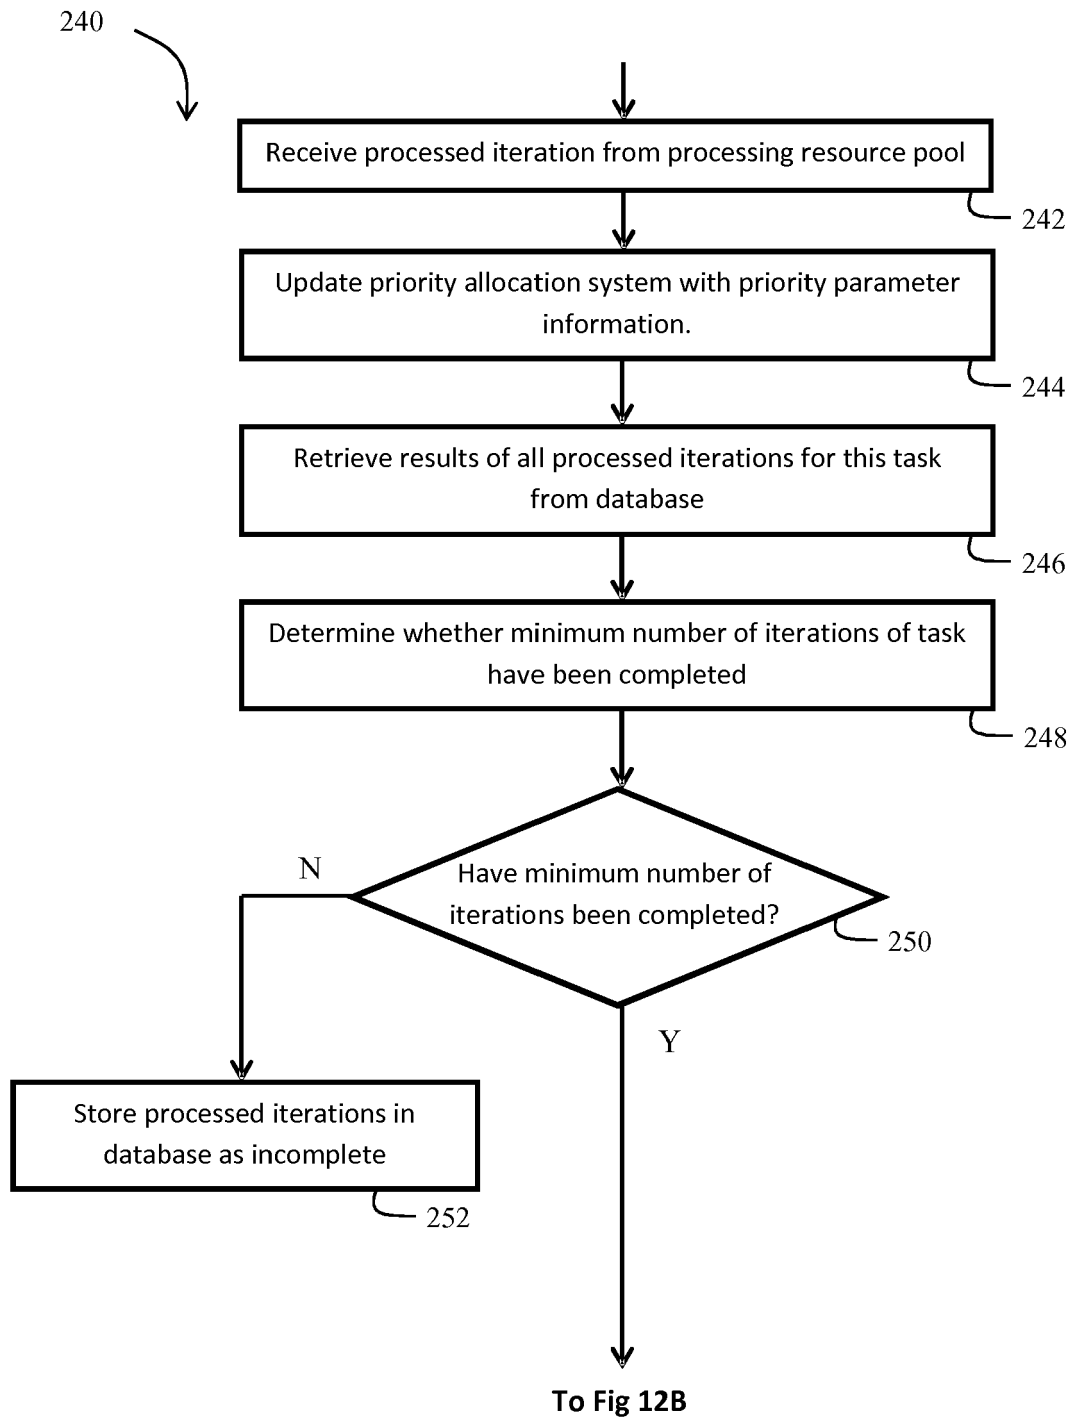 240
Receive processed iteration from processing resource pool
242
Update priority allocation system with priority parameter
information.
244
Retrieve results of all processed iterations for this task
from database
246
Determine whether minimum number of iterations of task
have been completed
248
Have minimum number of
iterations been completed?
250
N
Y
Store processed iterations in
database as incomplete
252
To Fig 12B